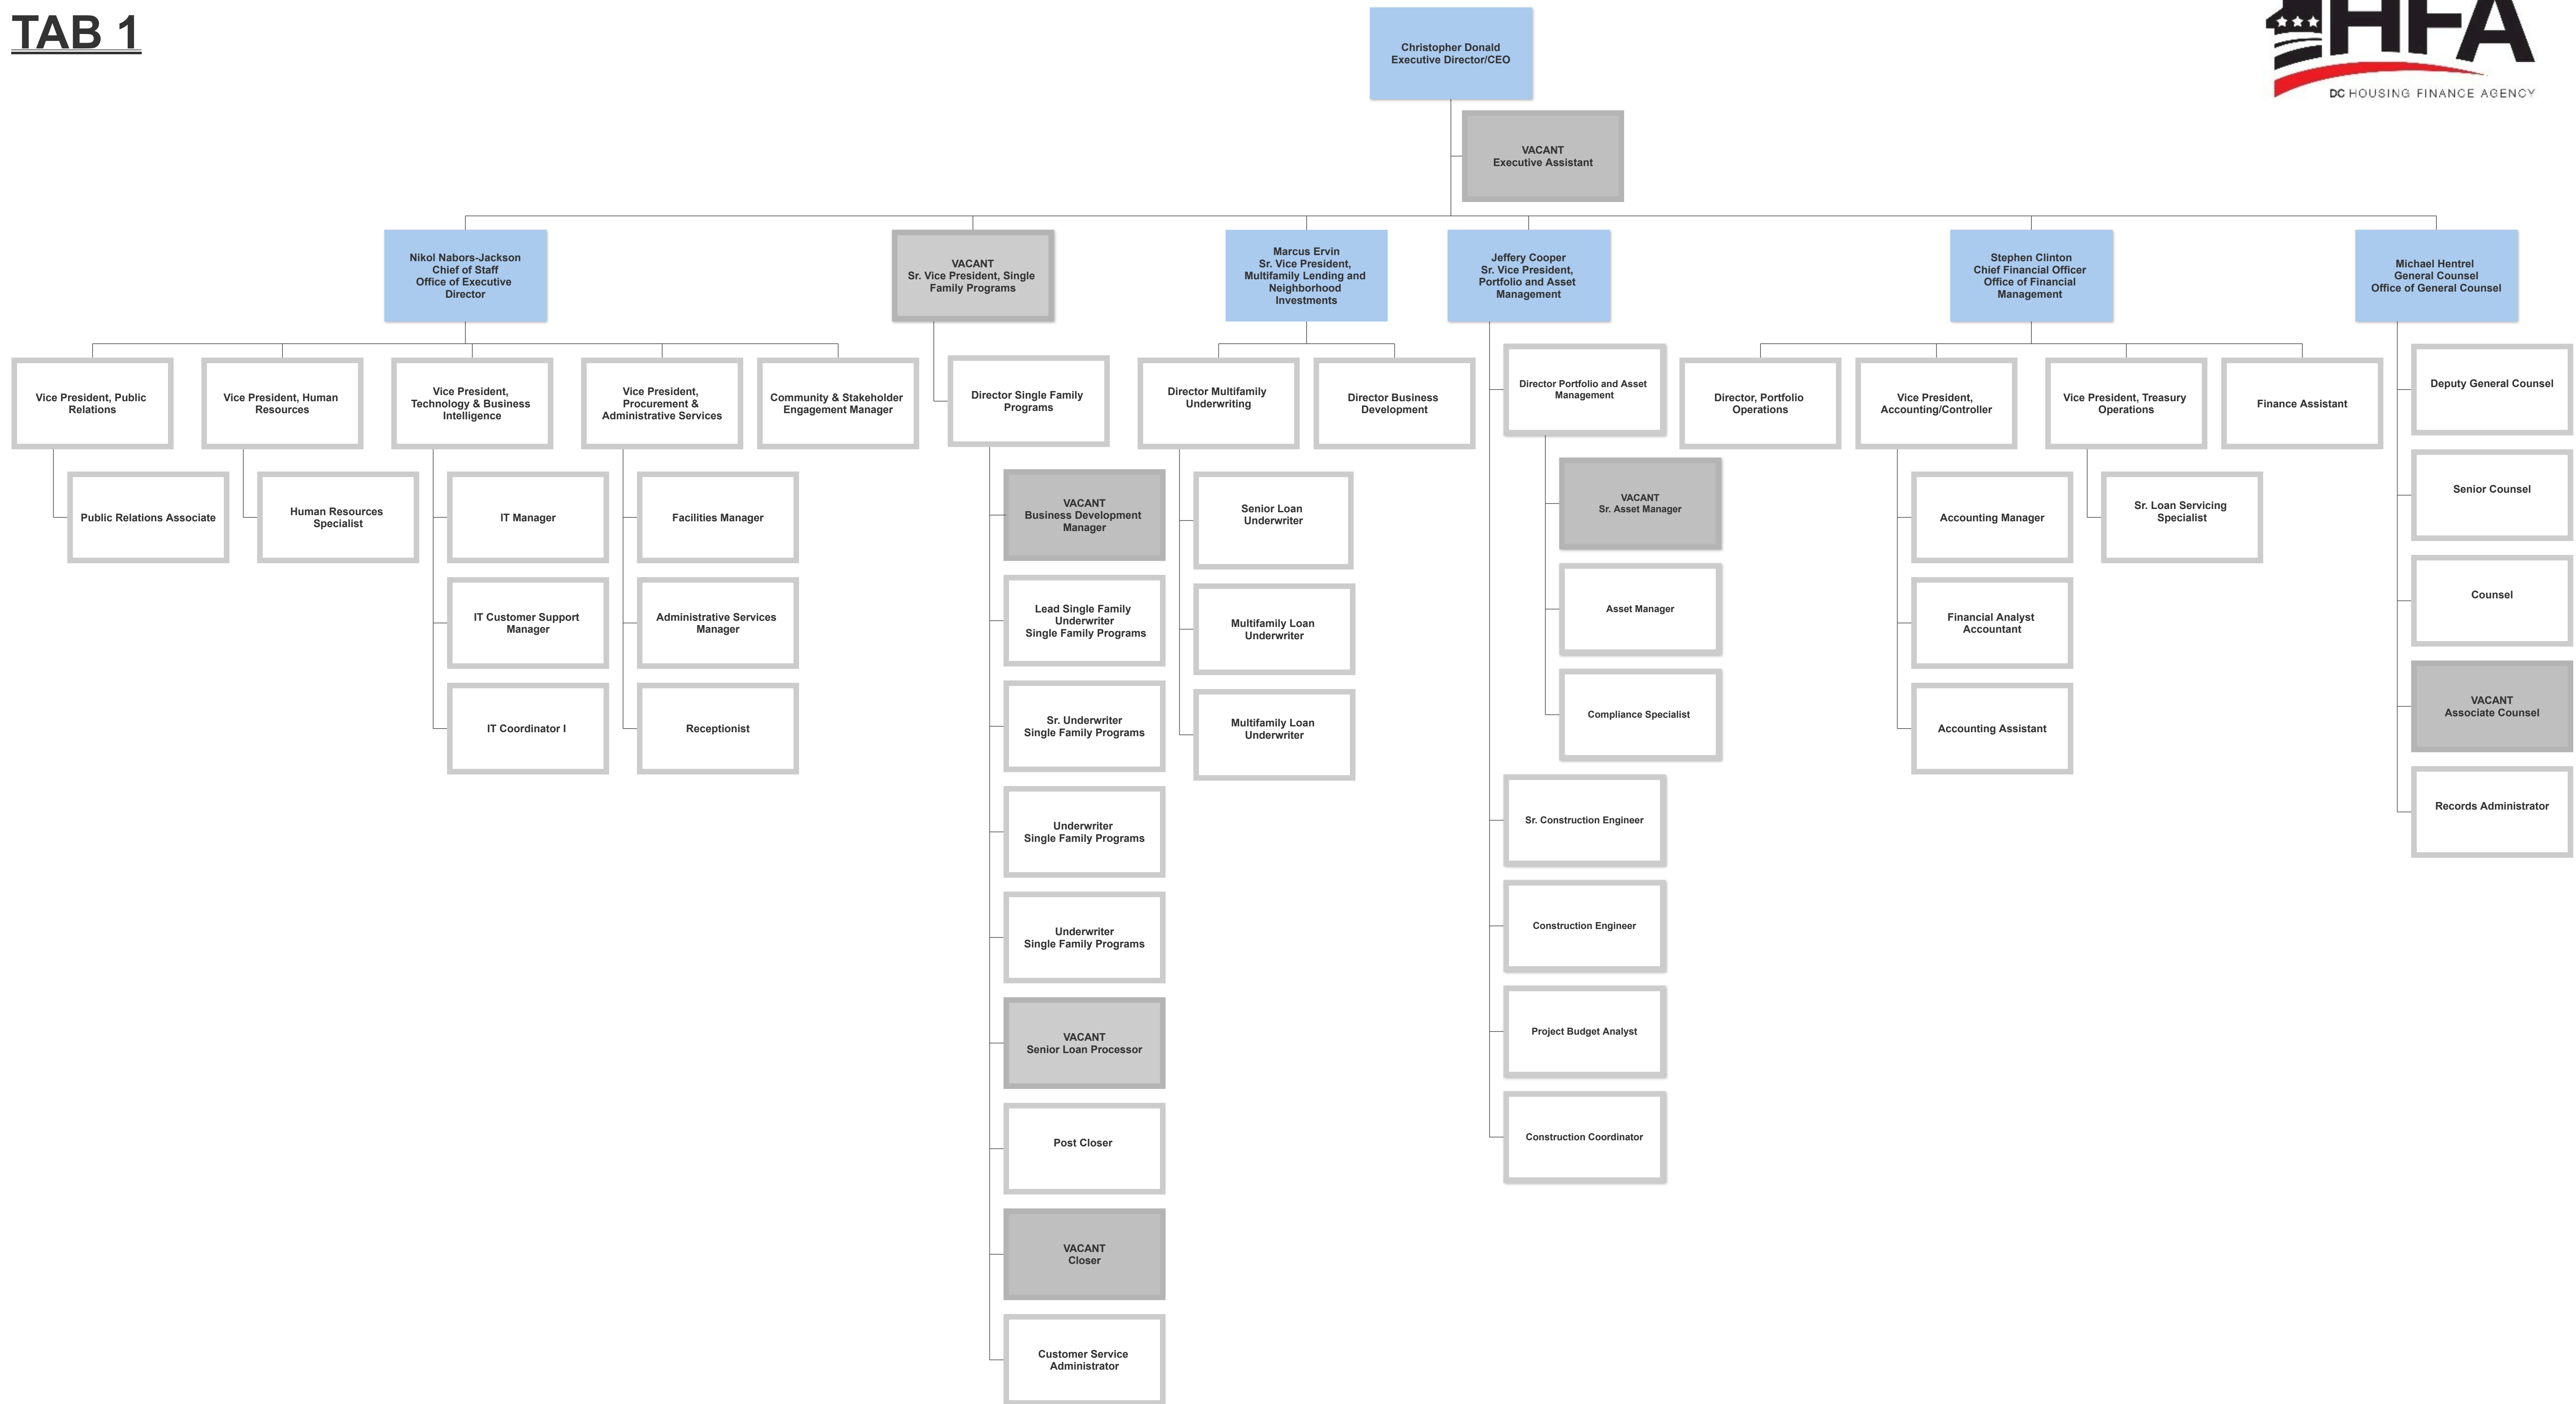 TAB 1
HFA
DC HOUSING FINANCE AGENCY
Christopher Donald
Executive Director/CEO
VACANT
Executive Assistant
Nikol Nabors-Jackson
Chief of Staff
Office of Executive
Director
VACANT
Sr. Vice President, Single
Family Programs
Marcus Ervin
Sr. Vice President,
Multifamily Lending and
Neighborhood
Investments
Jeffery Cooper
Sr. Vice President,
Portfolio and Asset
Management
Stephen Clinton
Chief Financial Officer
Office of Financial
Management
Michael Hentrel
General Counsel
Office of General Counsel
Vice President, Public
Relations
Vice President, Human
Resources
Vice President,
Technology & Business
Intelligence
Vice President,
Procurement &
Administrative Services
Community & Stakeholder
Engagement Manager
Public Relations Associate
Human Resources
Specialist
IT Manager
IT Customer Support
Manager
IT Coordinator I
Facilities Manager
Administrative Services
Manager
Receptionist
Director Single Family
Programs
VACANT
Business Development
Manager
Lead Single Family
Underwriter
Single Family Programs
Sr. Underwriter
Single Family Programs
Underwriter
Single Family Programs
Underwriter
Single Family Programs
VACANT
Senior Loan Processor
Post Closer
VACANT
Closer
Customer Service
Administrator
Director Multifamily
Underwriting
Director Business
Development
Senior Loan
Underwriter
Multifamily Loan
Underwriter
Multifamily Loan
Underwriter
Director Portfolio and Asset
Management
VACANT
Sr. Asset Manager
Asset Manager
Compliance Specialist
Sr. Construction Engineer
Construction Engineer
Project Budget Analyst
Construction Coordinator
Director, Portfolio
Operations
Vice President,
Accounting/Controller
Vice President, Treasury
Operations
Finance Assistant
Accounting Manager
Financial Analyst
Accountant
Accounting Assistant
Sr. Loan Servicing
Specialist
Deputy General Counsel
Senior Counsel
Counsel
VACANT
Associate Counsel
Records Administrator